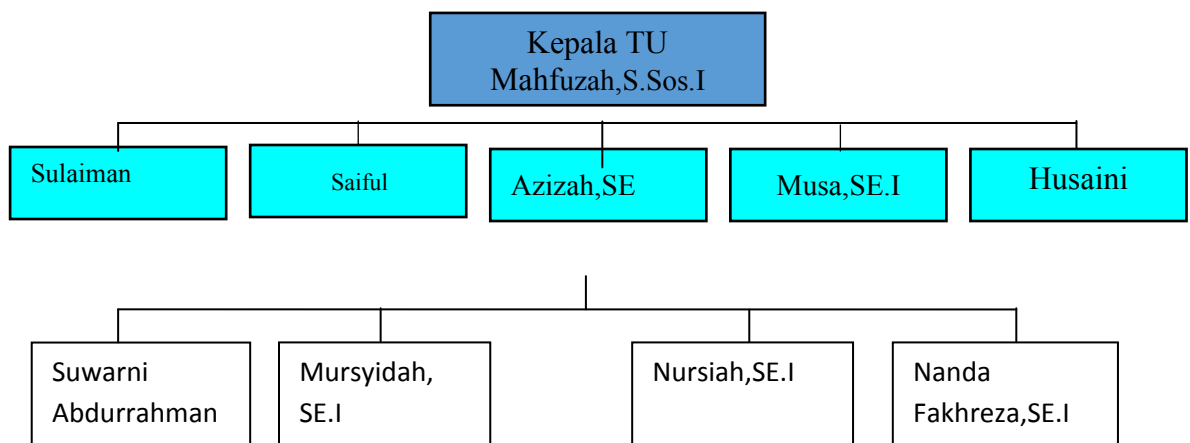 Kepala TU
Mahfuzah,S.Sos.I
Sulaiman
Saiful
Azizah,SE
Musa,SE.I
Husaini
Suwarni
Abdurrahman
Mursyidah,
SE.I
Nursiah,SE.I
Nanda
Fakhreza,SE.I